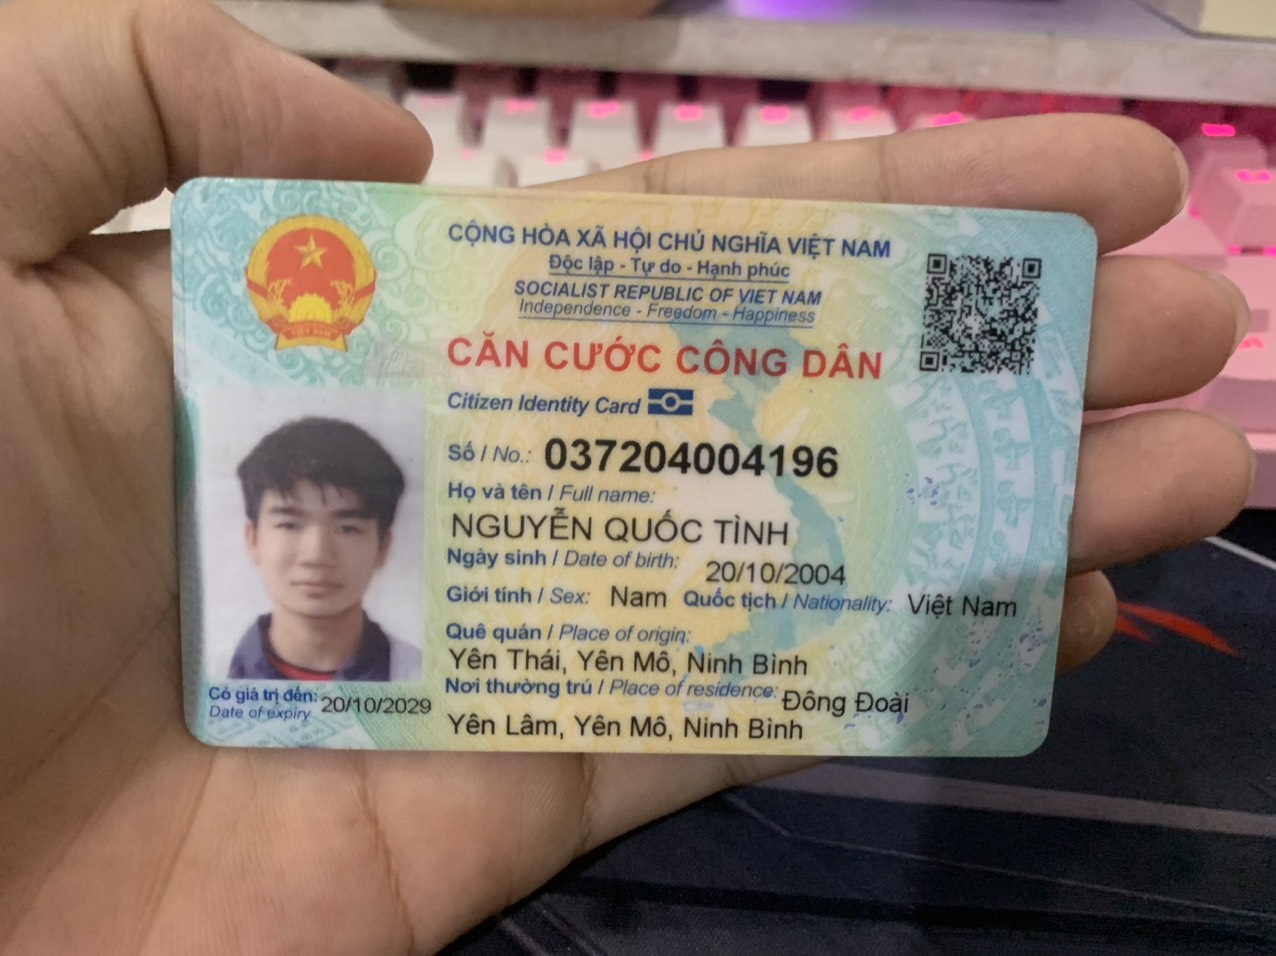 CỘNG HÒA XÃ HỘI CHỦ NGHĨA VIỆT NAM
Độc lập - Tự do - Hạnh phúc
SOCIALIST REPUBLIC OF VIET NAM
Independence - Freedom - Happiness
CĂN CƯỚC CÔNG DÂN
Citizen Identity Card
Số / No.: 037204004196
Họ và tên / Full name:
NGUYỄN QUỐC TÌNH
Ngày sinh / Date of birth: 20/10/2004
Giới tính / Sex: Nam Quốc tịch / Nationality: Việt Nam
Quê quán / Place of origin:
Yên Thái, Yên Mô, Ninh Bình
Nơi thường trú / Place of residence: Đông Đoài
Yên Lâm, Yên Mô, Ninh Bình
Có giá trị đến: 20/10/2029
Date of expiry
VIỆT NAM